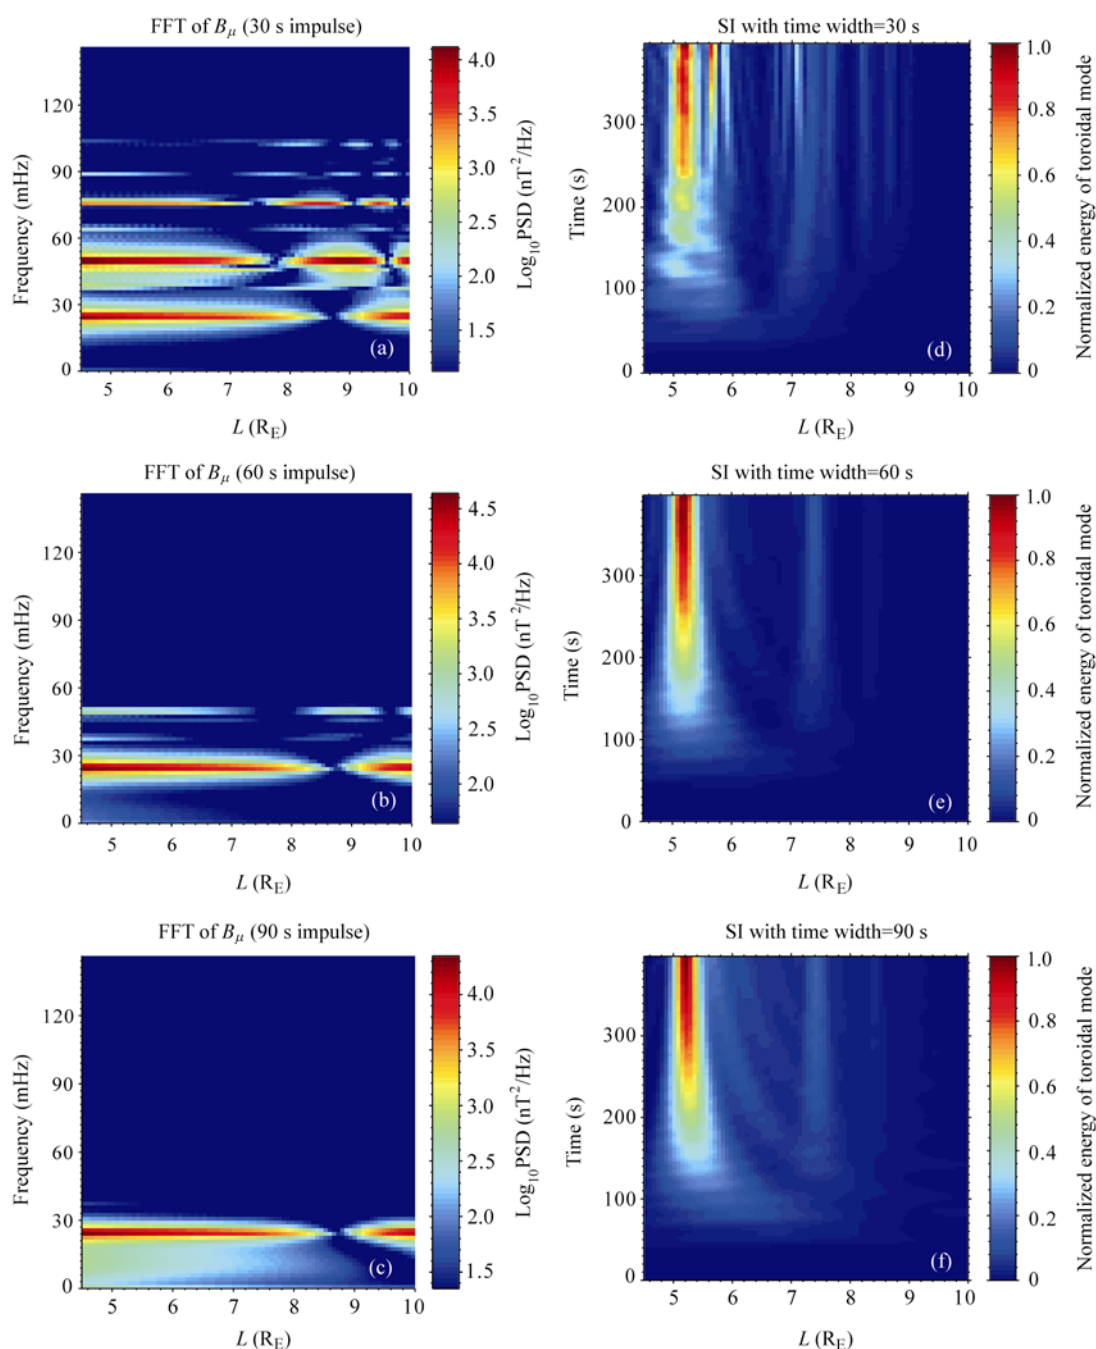 FFT of Bμ (30 s impulse)
Frequency (mHz)
120
90
60
30
0
5 6 7 8 9 10
L (RE)
(a)
4.0
3.5
3.0
2.5
2.0
1.5
Log10PSD (nT2/Hz)
SI with time width=30 s
Time (s)
300
200
100
0
5 6 7 8 9 10
L (RE)
(d)
1.0
0.8
0.6
0.4
0.2
0
Normalized energy of toroidal mode
FFT of Bμ (60 s impulse)
Frequency (mHz)
120
90
60
30
0
5 6 7 8 9 10
L (RE)
(b)
4.5
4.0
3.5
3.0
2.5
2.0
Log10PSD (nT2/Hz)
SI with time width=60 s
Time (s)
300
200
100
0
5 6 7 8 9 10
L (RE)
(e)
1.0
0.8
0.6
0.4
0.2
0
Normalized energy of toroidal mode
FFT of Bμ (90 s impulse)
Frequency (mHz)
120
90
60
30
0
5 6 7 8 9 10
L (RE)
(c)
4.0
3.5
3.0
2.5
2.0
1.5
Log10PSD (nT2/Hz)
SI with time width=90 s
Time (s)
300
200
100
0
5 6 7 8 9 10
L (RE)
(f)
1.0
0.8
0.6
0.4
0.2
0
Normalized energy of toroidal mode